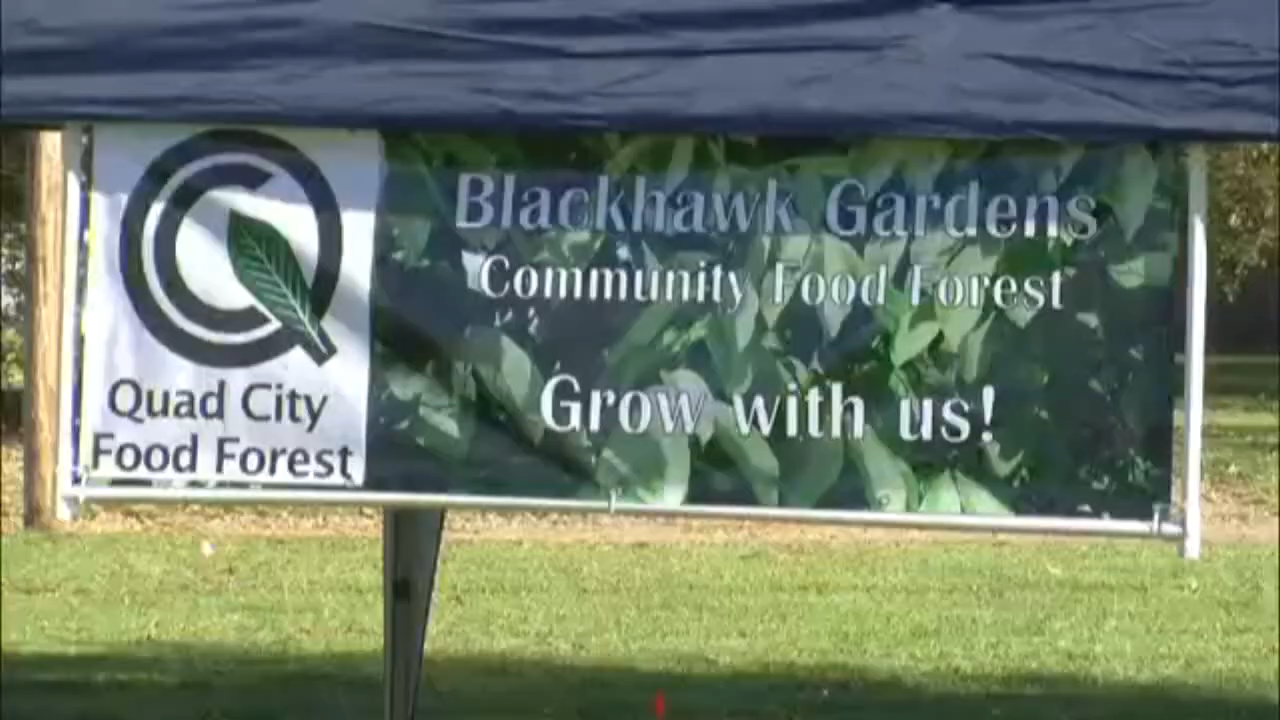 Quad City
Food Forest
Blackhawk Gardens
Community Food Forest
Grow with us!